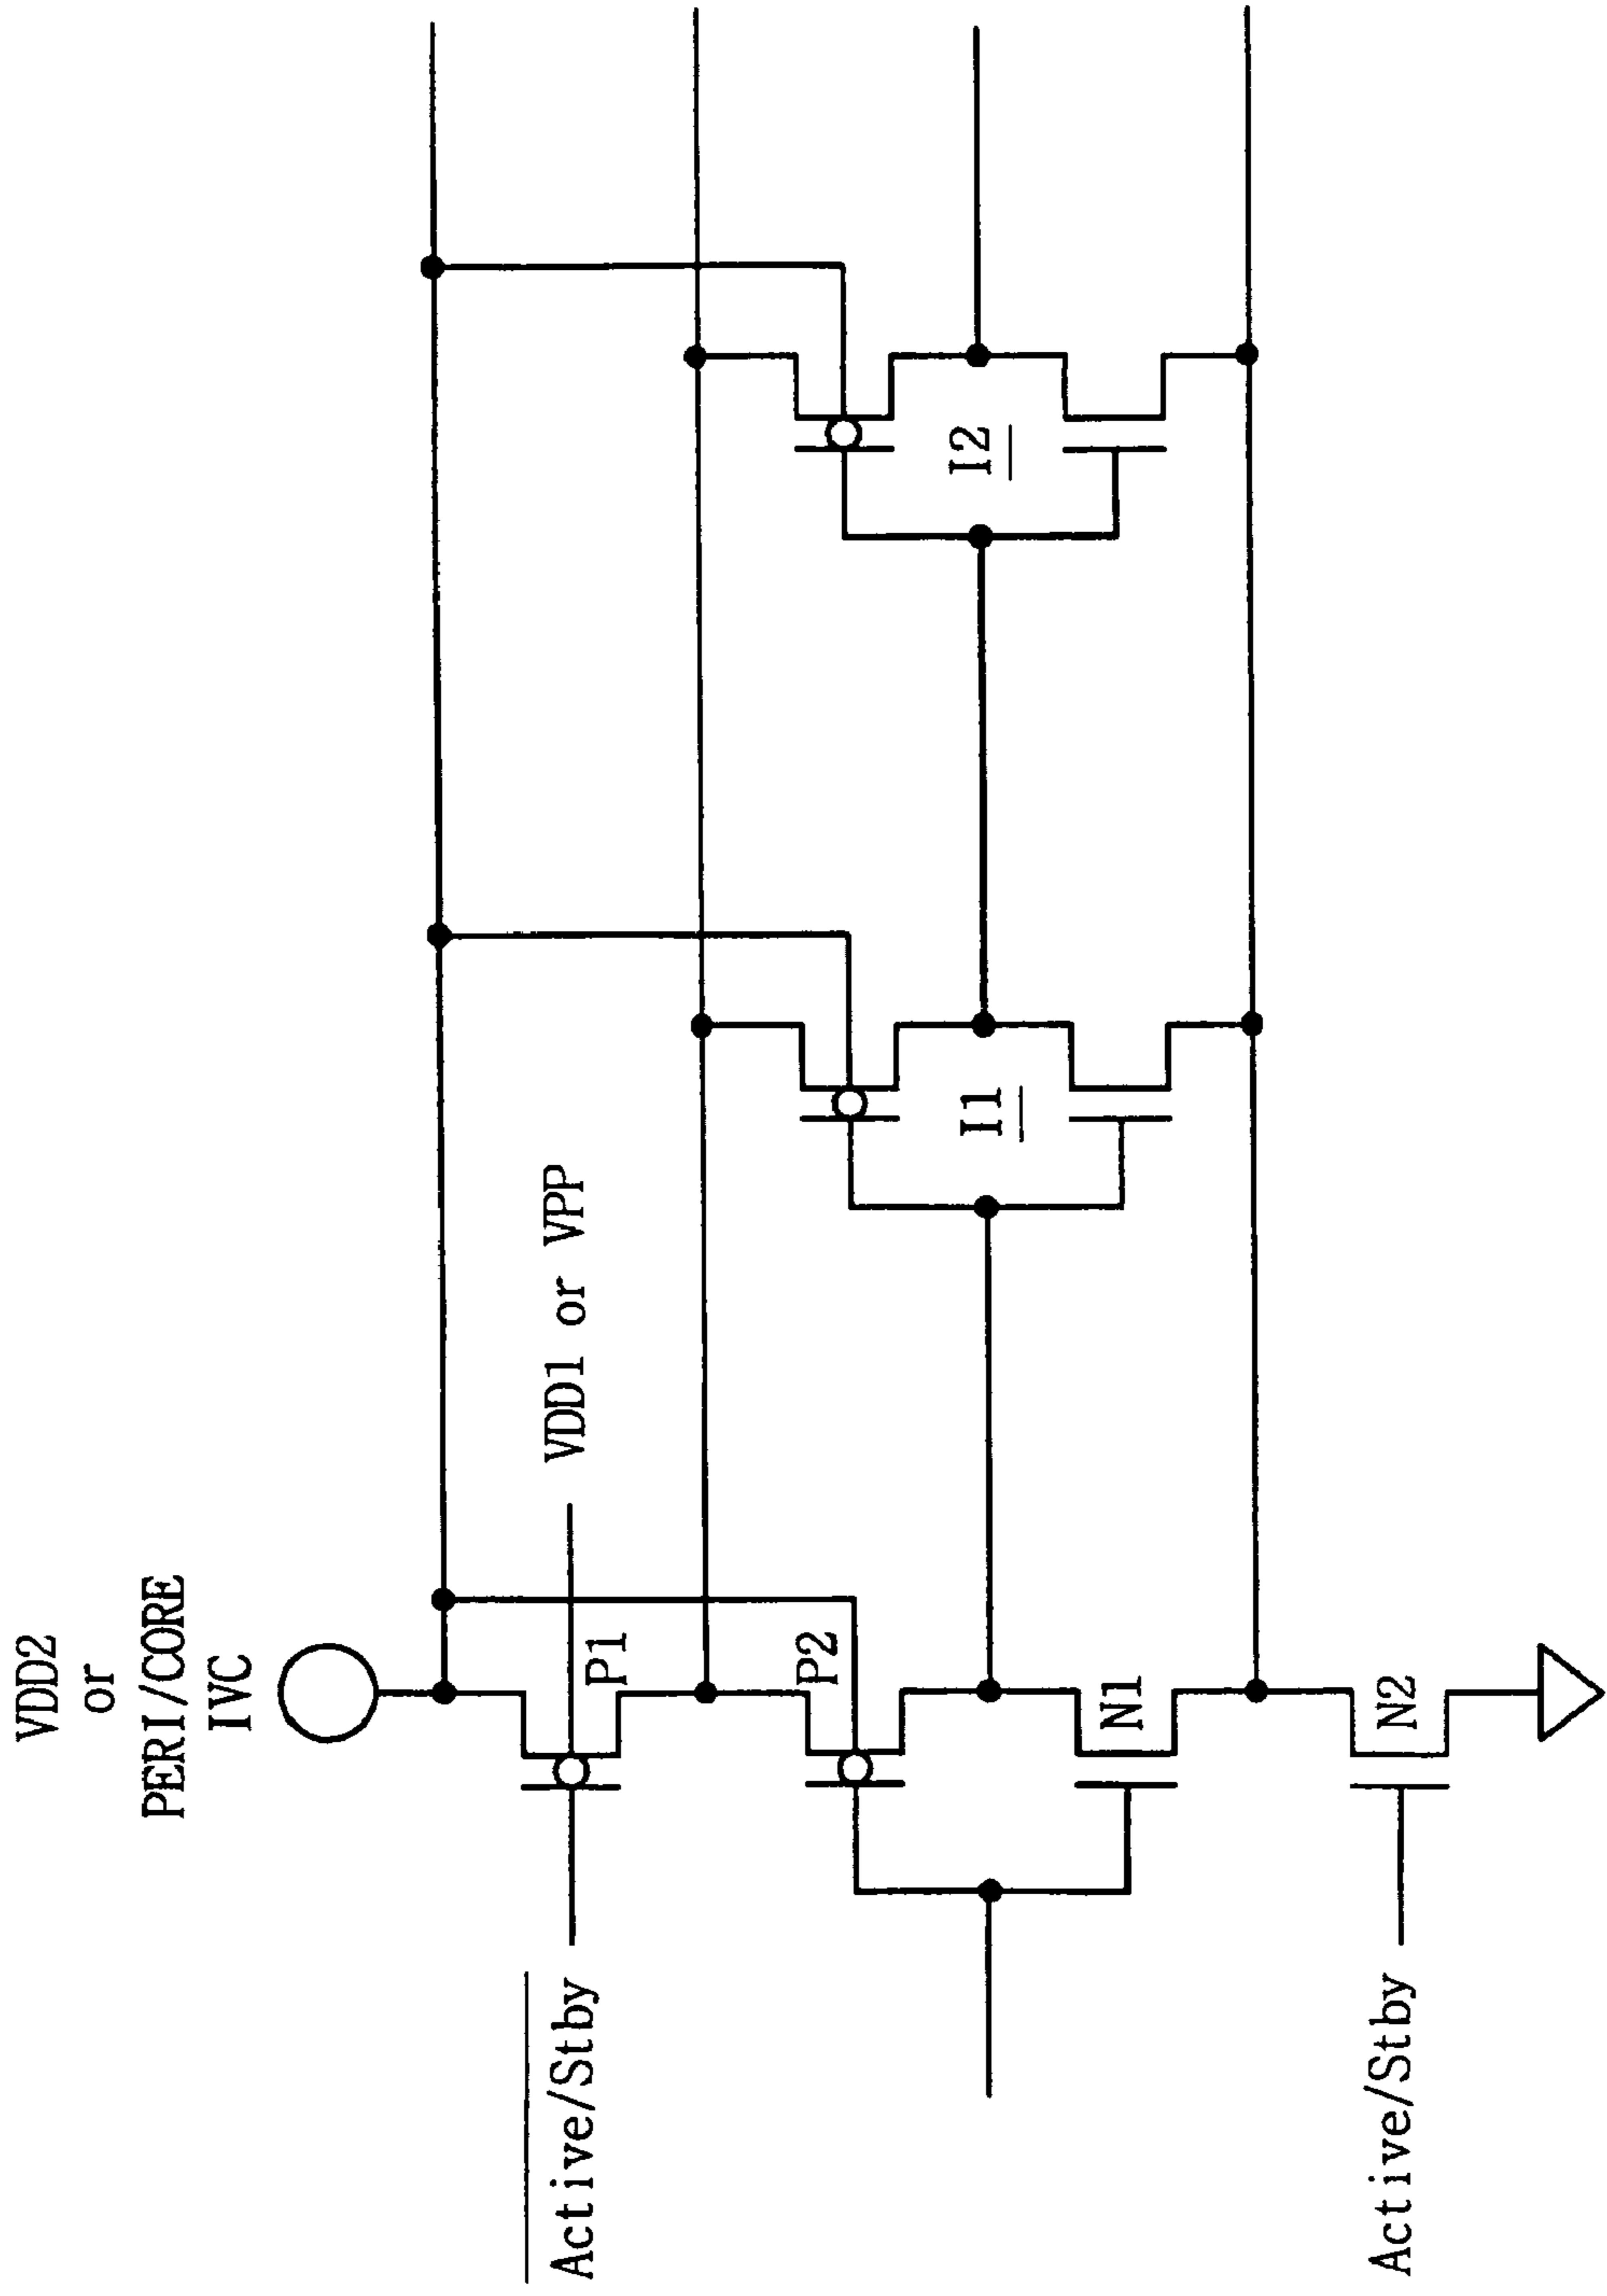 VDD2
or
PERI/CORE
IVC
VDD1 or VPP
P1
Active/Stby
P2
I1
I2
N1
N2
Active/Stby